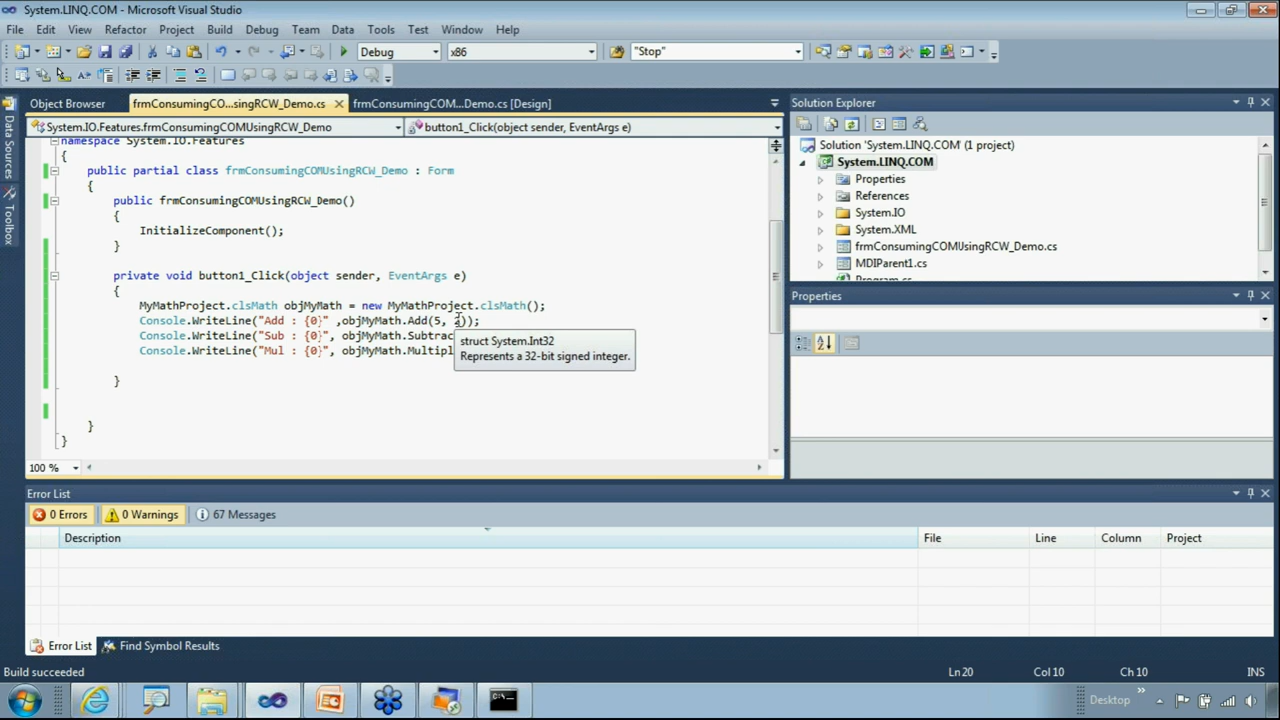 System.LINQ.COM - Microsoft Visual Studio
File Edit View Refactor Project Build Debug Team Data Tools Test Window Help
Debug x86 "Stop"
Object Browser frmConsumingCO...singRCW_Demo.cs frmConsumingCOM...Demo.cs [Design]
System.IO.Features.frmConsumingCOMUsingRCW_Demo button1_Click(object sender, EventArgs e)
namespace System.IO.Features
{
public partial class frmConsumingCOMUsingRCW_Demo : Form
{
public frmConsumingCOMUsingRCW_Demo()
{
InitializeComponent();
}
private void button1_Click(object sender, EventArgs e)
{
MyMathProject.clsMath objMyMath = new MyMathProject.clsMath();
Console.WriteLine("Add : {0}" ,objMyMath.Add(5, ));
Console.WriteLine("Sub : {0}", objMyMath.Subtrac
Console.WriteLine("Mul : {0}", objMyMath.Multipl
struct System.Int32
Represents a 32-bit signed integer.
}
}
}
100 %
Data Sources
Toolbox
Solution Explorer
Solution 'System.LINQ.COM' (1 project)
System.LINQ.COM
Properties
References
System.IO
System.XML
frmConsumingCOMUsingRCW_Demo.cs
MDIParent1.cs
Program.cs
Properties
Error List
0 Errors 0 Warnings 67 Messages
Description File Line Column Project
Error List Find Symbol Results
Build succeeded Ln20 Col 10 Ch 10 INS
Desktop